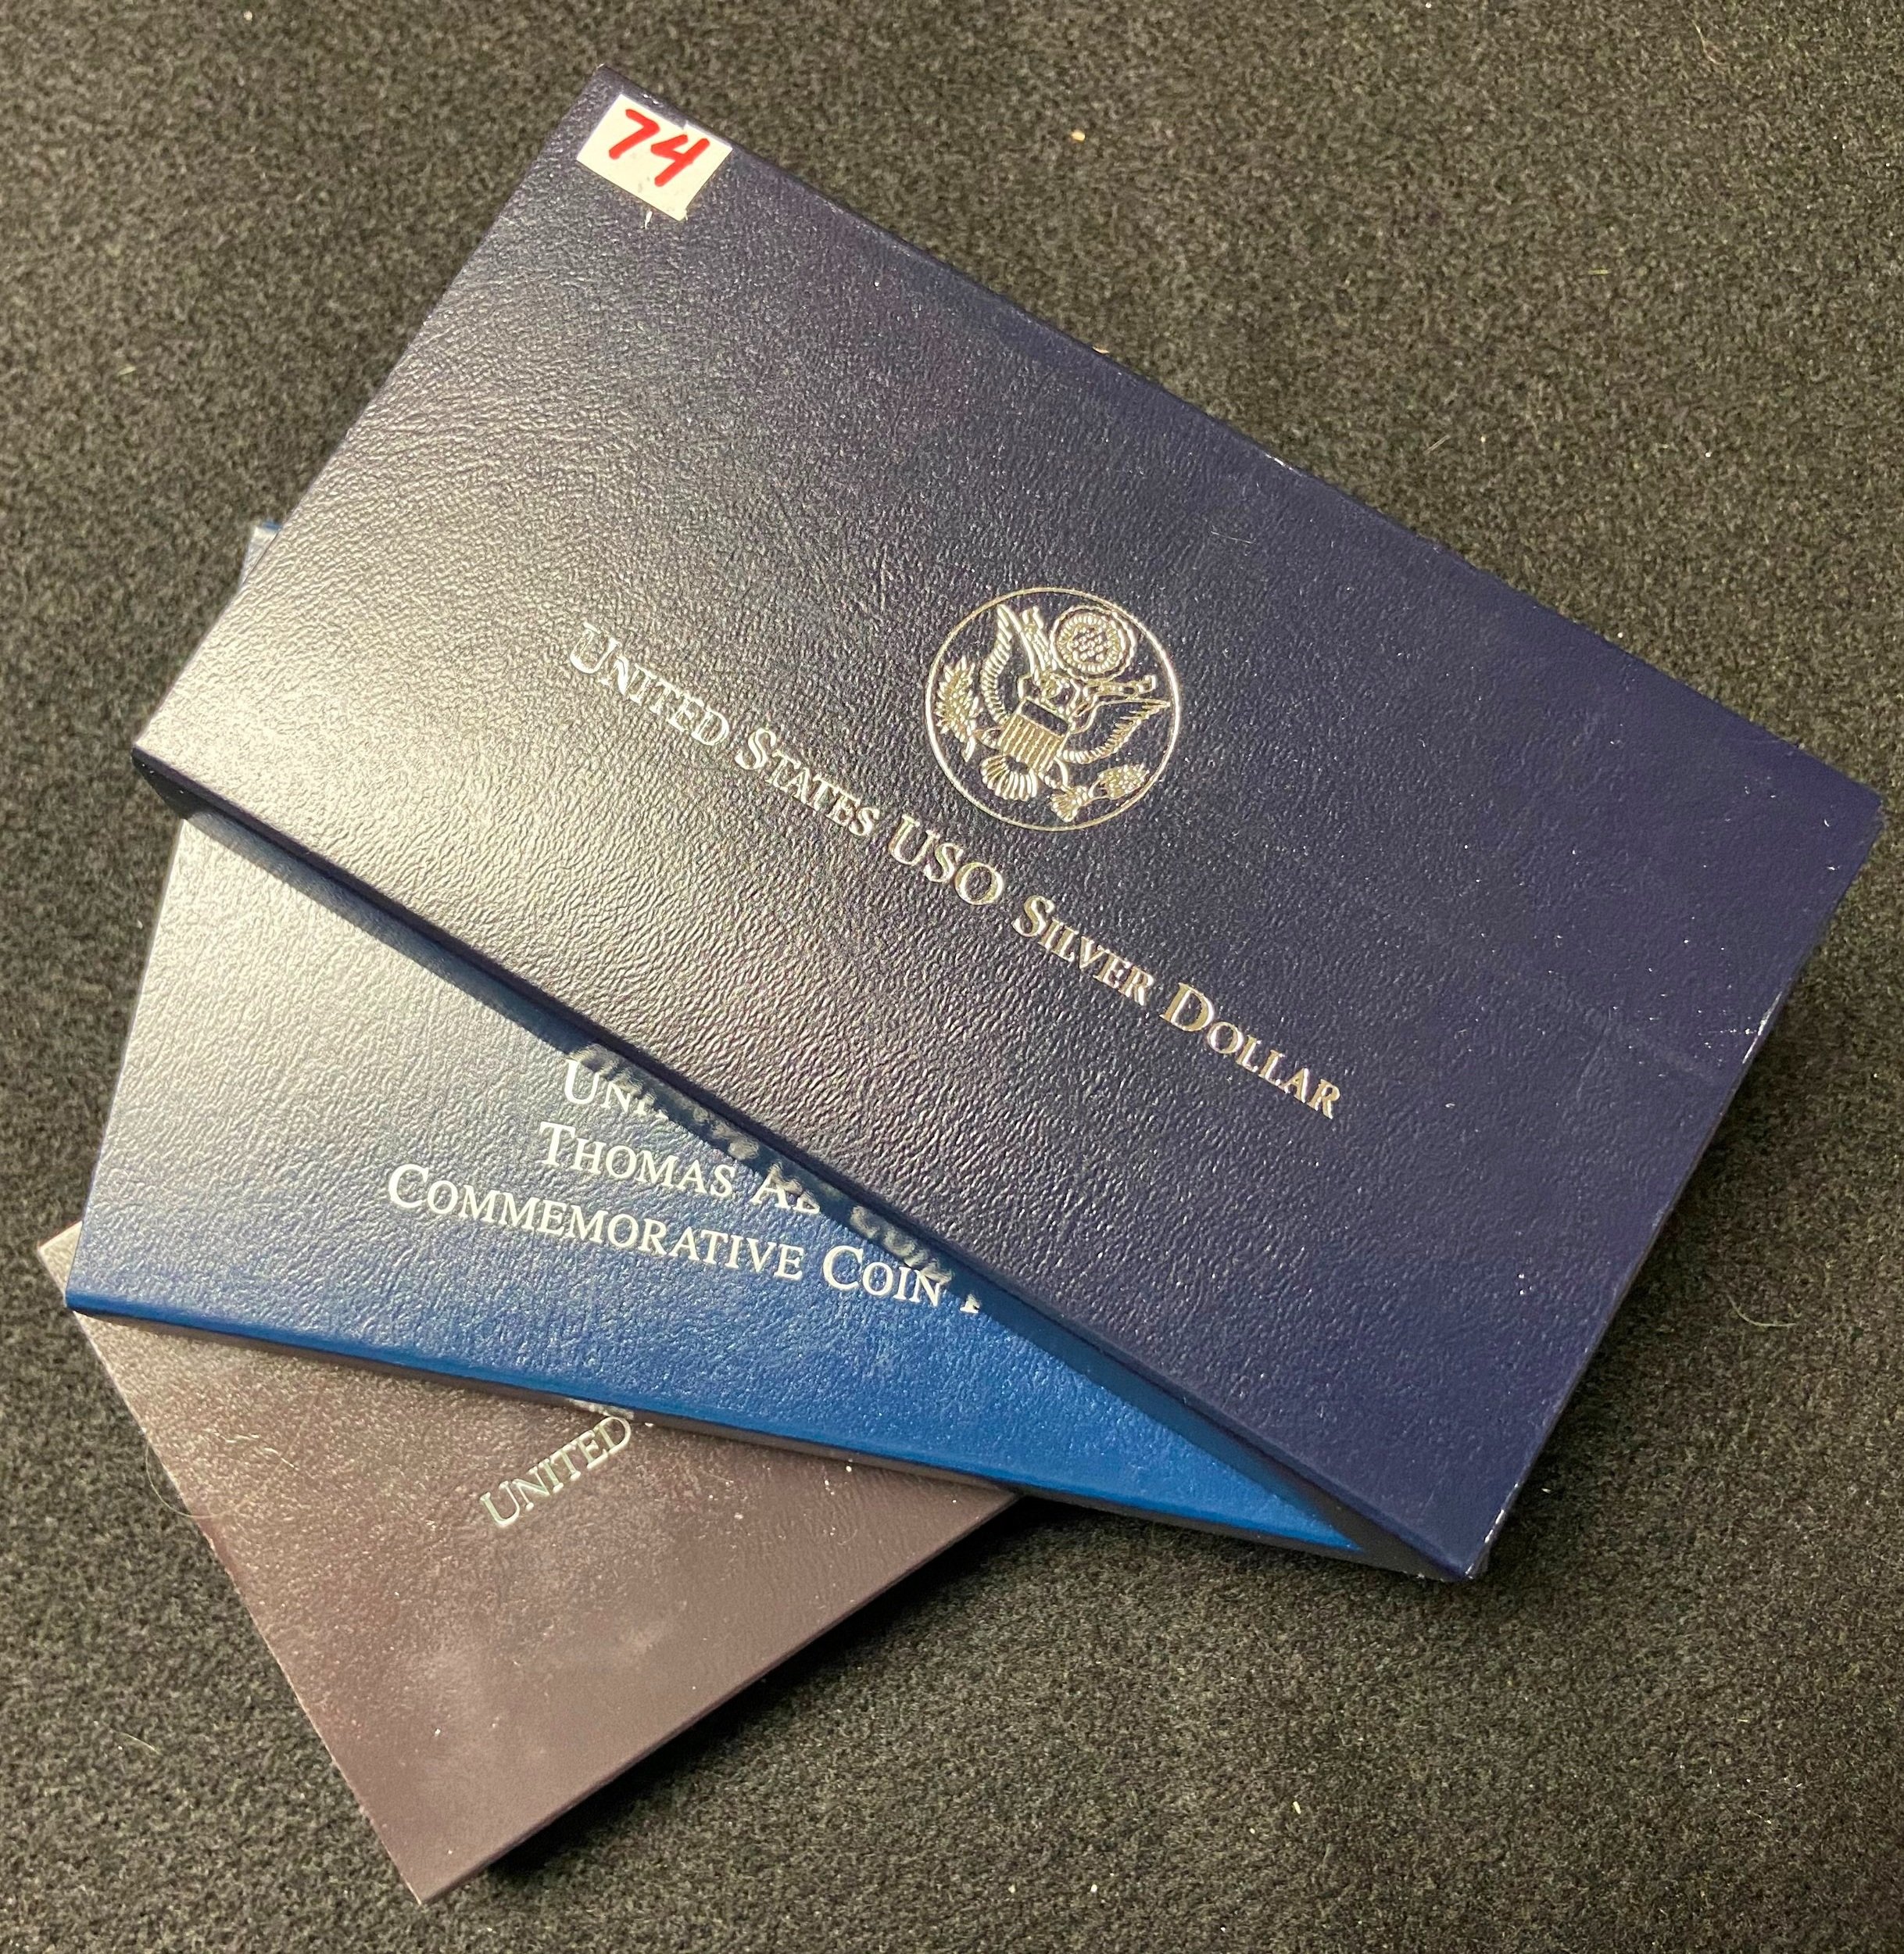 74
UNITED STATES USO SILVER DOLLAR
THOMAS
COMMEMORATIVE COIN
UNITED